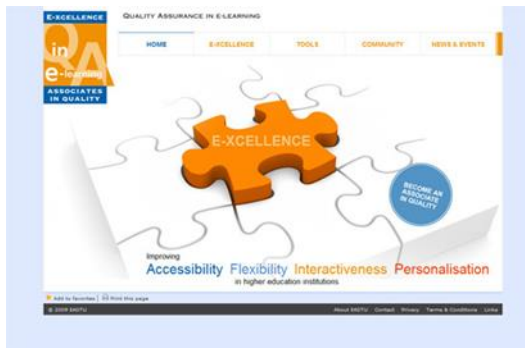 E-XCELLENCE
QUALITY ASSURANCE IN E-LEARNING
QA
in
e-learning
ASSOCIATES
IN QUALITY
HOME E-XCELLENCE TOOLS COMMUNITY NEWS & EVENTS
E-XCELLENCE
BECOME AN
ASSOCIATE
IN QUALITY
Improving
Accessibility Flexibility Interactiveness Personalisation
in higher education institutions
Add to favorites | Print this page
© 2009 EADTU About EADTU Contact Privacy Terms & Conditions Links